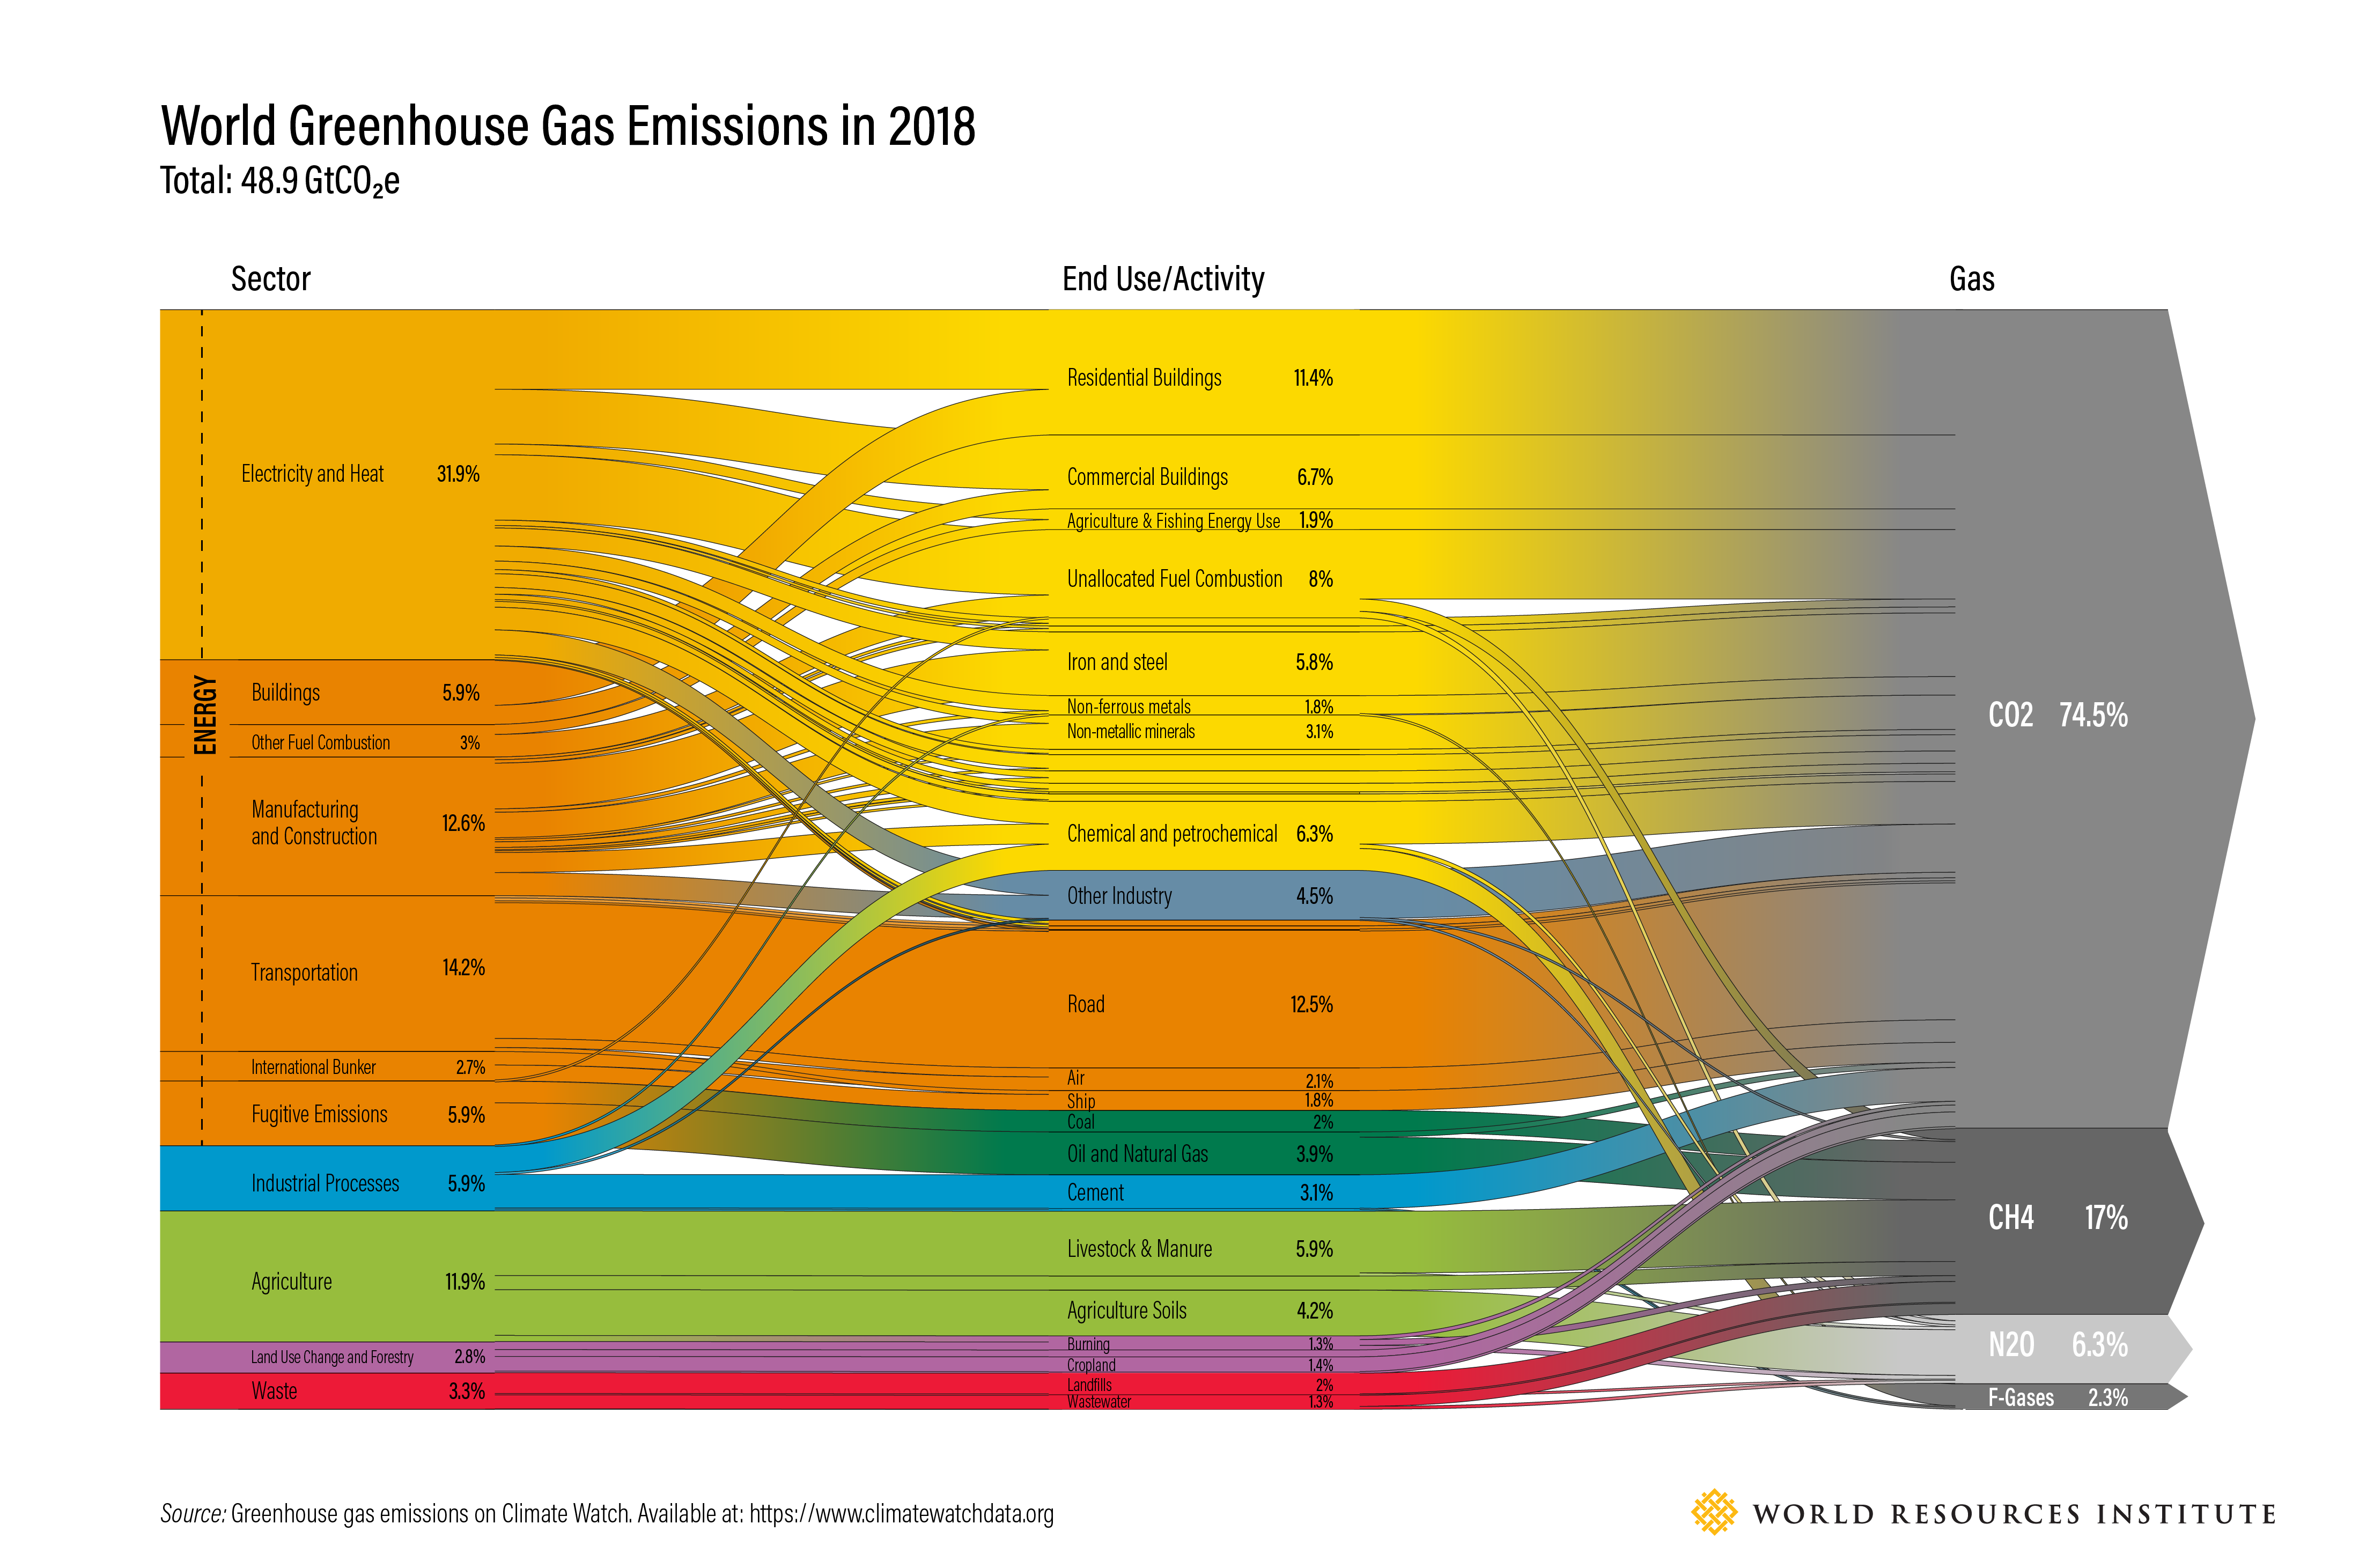 World Greenhouse Gas Emissions in 2018
Total: 48.9 GtCO₂e
Sector
End Use/Activity
Gas
ENERGY
Electricity and Heat 31.9%
Buildings 5.9%
Other Fuel Combustion 3%
Manufacturing
and Construction 12.6%
Transportation 14.2%
International Bunker 2.7%
Fugitive Emissions 5.9%
Industrial Processes 5.9%
Agriculture 11.9%
Land Use Change and Forestry 2.8%
Waste 3.3%
Residential Buildings 11.4%
Commercial Buildings 6.7%
Agriculture & Fishing Energy Use 1.9%
Unallocated Fuel Combustion 8%
Iron and steel 5.8%
Non-ferrous metals 1.8%
Non-metallic minerals 3.1%
Chemical and petrochemical 6.3%
Other Industry 4.5%
Road 12.5%
Air 2.1%
Ship 1.8%
Coal 2%
Oil and Natural Gas 3.9%
Cement 3.1%
Livestock & Manure 5.9%
Agriculture Soils 4.2%
Burning 1.3%
Cropland 1.4%
Landfills 2%
Wastewater 1.3%
CO2 74.5%
CH4 17%
N2O 6.3%
F-Gases 2.3%
Source: Greenhouse gas emissions on Climate Watch. Available at: https://www.climatewatchdata.org
WORLD RESOURCES INSTITUTE